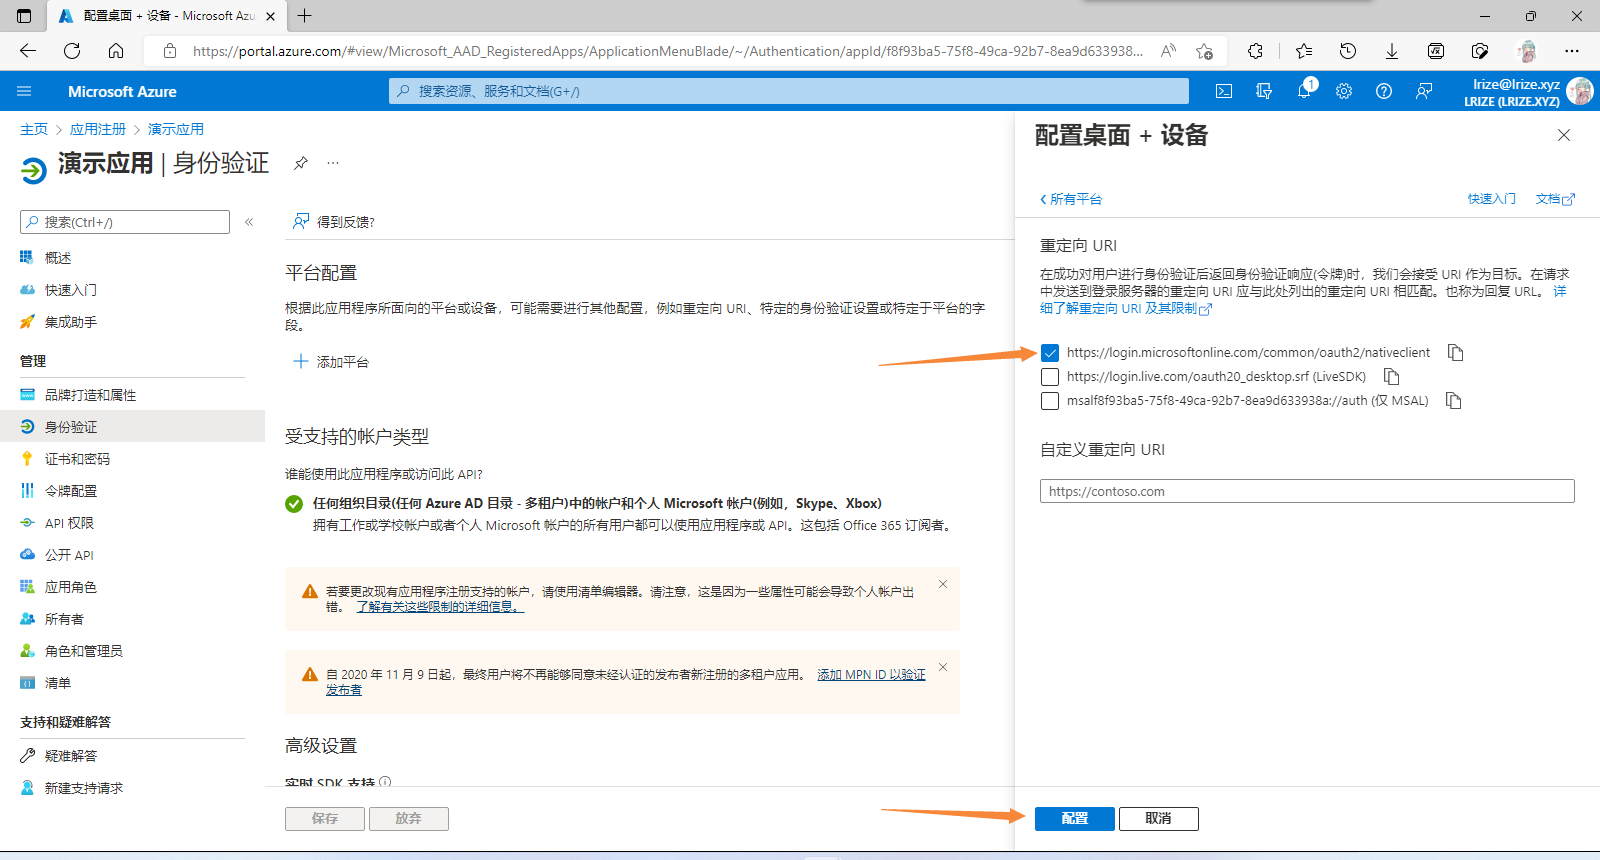 配置桌面 + 设备 - Microsoft Azu
https://portal.azure.com/#view/Microsoft_AAD_RegisteredApps/ApplicationMenuBlade/~/Authentication/appId/f8f93ba5-75f8-49ca-92b7-8ea9d633938...
Microsoft Azure
搜索资源、服务和文档(G+/)
1
lrize@lrize.xyz
LRIZE (LRIZE.XYZ)
主页 > 应用注册 > 演示应用
演示应用 | 身份验证
搜索(Ctrl+/)
概述
快速入门
集成助手
管理
品牌打造和属性
身份验证
证书和密码
令牌配置
API 权限
公开 API
应用角色
所有者
角色和管理员
清单
支持和疑难解答
疑难解答
新建支持请求
得到反馈?
平台配置
根据此应用程序所面向的平台或设备，可能需要进行其他配置，例如重定向 URI、特定的身份验证设置或特定于平台的字
段。
添加平台
受支持的帐户类型
谁能使用此应用程序或访问此 API?
任何组织目录(任何 Azure AD 目录 - 多租户)中的帐户和个人 Microsoft 帐户(例如，Skype、Xbox)
拥有工作或学校帐户或者个人 Microsoft 帐户的所有用户都可以使用应用程序或 API。这包括 Office 365 订阅者。
若要更改现有应用程序注册支持的帐户，请使用清单编辑器。请注意，这是因为一些属性可能会导致个人帐户出
错。 了解有关这些限制的详细信息。
自 2020 年 11 月 9 日起，最终用户将不再能够同意未经认证的发布者新注册的多租户应用。 添加 MPN ID 以验证
发布者
高级设置
实时 SDK 支持
保存
放弃
配置桌面 + 设备
所有平台
快速入门
文档
重定向 URI
在成功对用户进行身份验证后返回身份验证响应(令牌)时，我们会接受 URI 作为目标。在请求
中发送到登录服务器的重定向 URI 应与此处列出的重定向 URI 相匹配。也称为回复 URL。 详
细了解重定向 URI 及其限制
https://login.microsoftonline.com/common/oauth2/nativeclient
https://login.live.com/oauth20_desktop.srf (LiveSDK)
msalf8f93ba5-75f8-49ca-92b7-8ea9d633938a://auth (仅 MSAL)
自定义重定向 URI
https://contoso.com
配置
取消